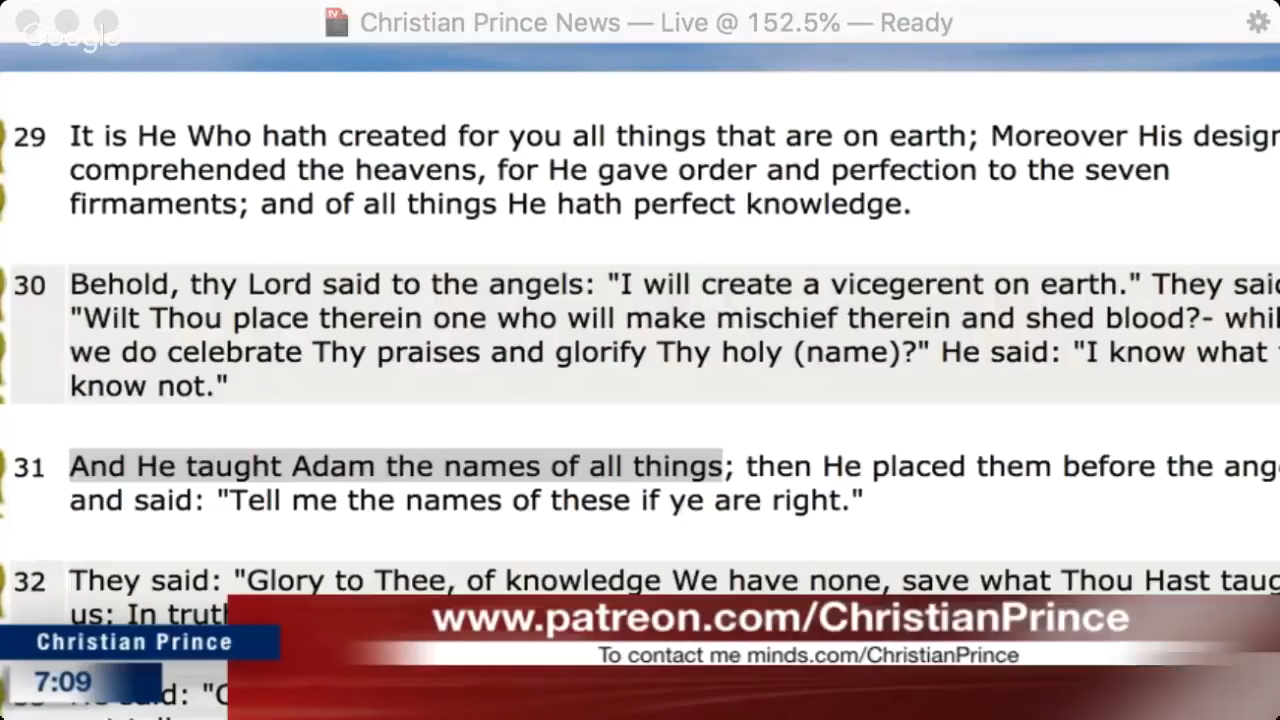 Christian Prince News — Live @ 152.5% — Ready
Google
29 It is He Who hath created for you all things that are on earth; Moreover His design
comprehended the heavens, for He gave order and perfection to the seven
firmaments; and of all things He hath perfect knowledge.
30 Behold, thy Lord said to the angels: "I will create a vicegerent on earth." They said
"Wilt Thou place therein one who will make mischief therein and shed blood?- whil
we do celebrate Thy praises and glorify Thy holy (name)?" He said: "I know what
know not."
31 And He taught Adam the names of all things; then He placed them before the ange
and said: "Tell me the names of these if ye are right."
32 They said: "Glory to Thee, of knowledge We have none, save what Thou Hast taug
us: In truth
www.patreon.com/ChristianPrince
Christian Prince
To contact me minds.com/ChristianPrince
7:09